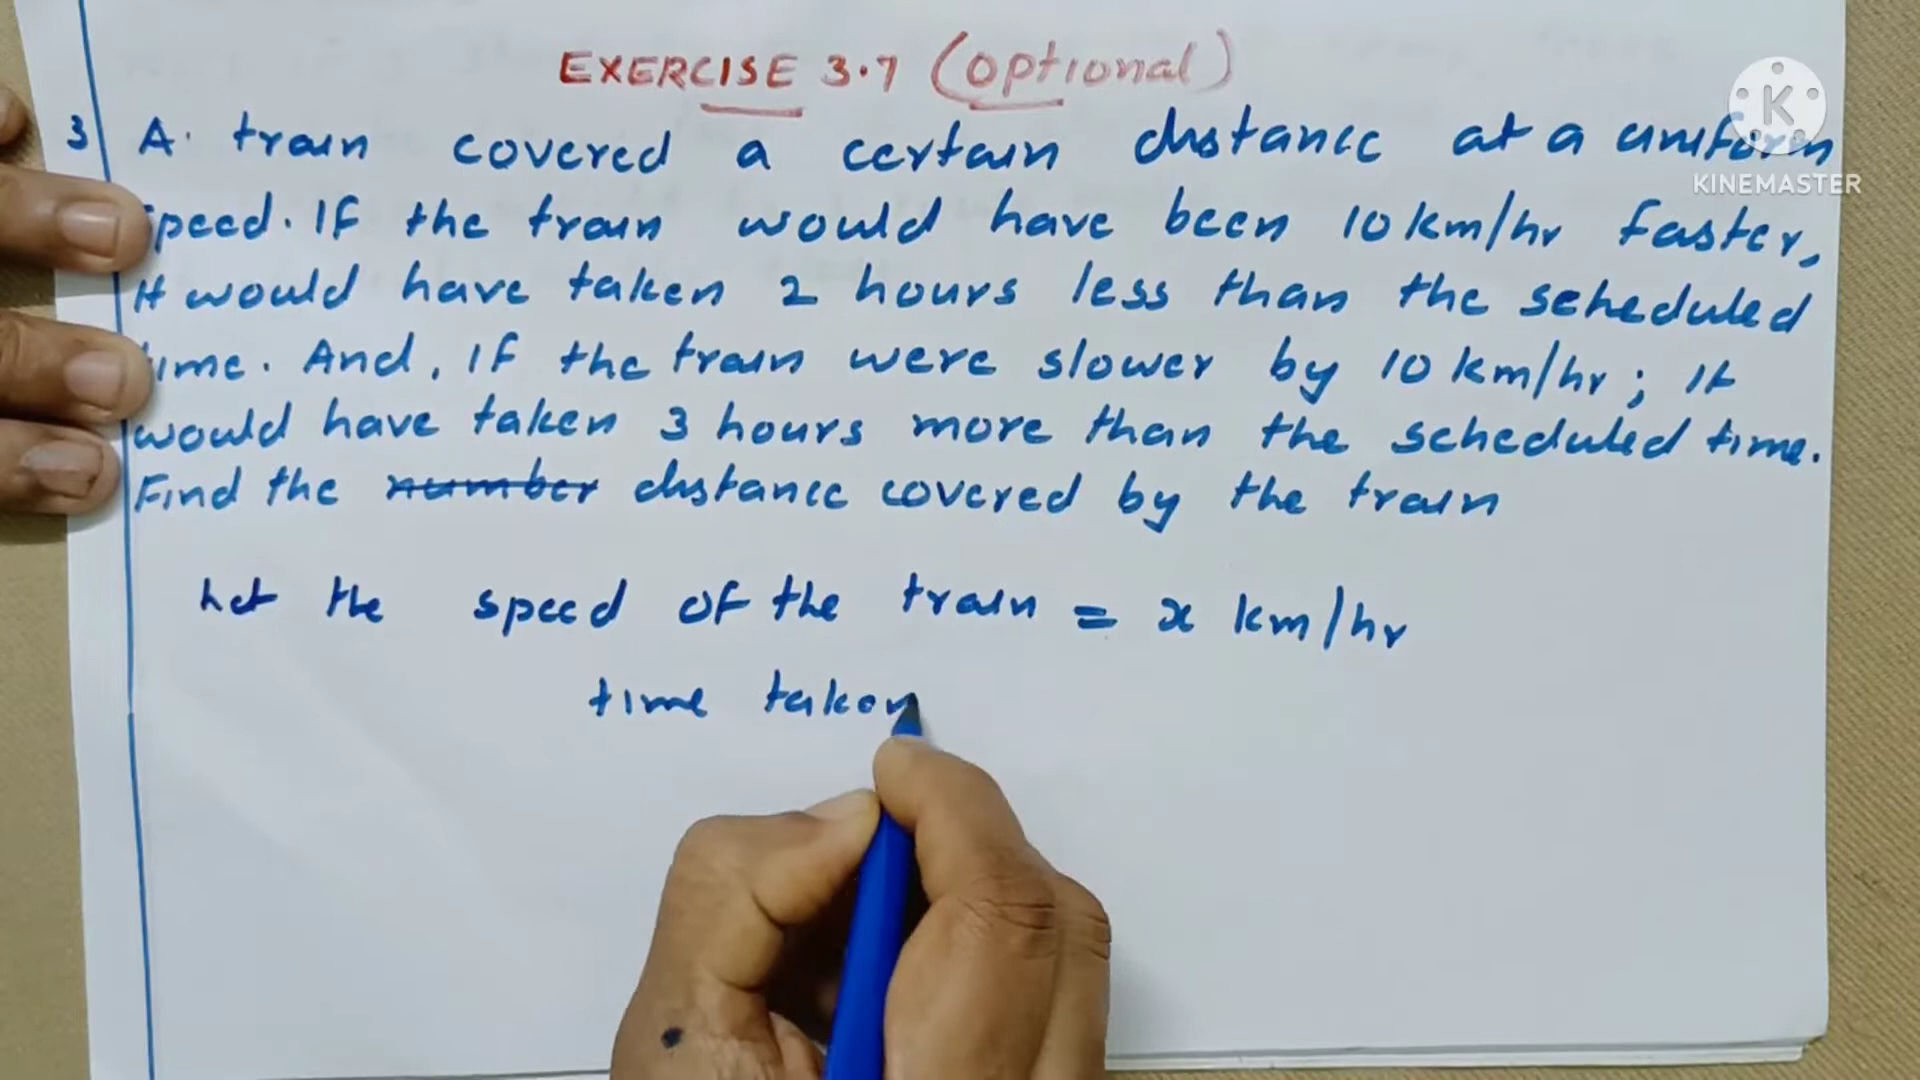 EXERCISE 3.7 (Optional)
3 A train covered a certain distance at a uniform
speed. If the train would have been 10 km/hr faster,
it would have taken 2 hours less than the scheduled
time. And, if the train were slower by 10 km/hr; it
would have taken 3 hours more than the scheduled time.
Find the number distance covered by the train
Let the speed of the train = x km/hr
time taken
K
KINEMASTER